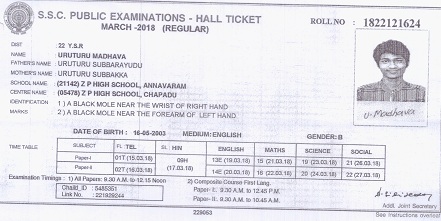 S.S.C. PUBLIC EXAMINATIONS - HALL TICKET
MARCH -2018 (REGULAR)
ROLL NO : 1822121624
DIST : 22 Y.S.R
NAME : URUTURU MADHAVA
FATHER'S NAME : URUTURU SUBBARAYUDU
MOTHER'S NAME : URUTURU SUBBAKKA
SCHOOL NAME : (21142) Z P HIGH SCHOOL, ANNAVARAM
CENTRE NAME : (05478) Z P HIGH SCHOOL, CHAPADU
IDENTIFICATION : 1) A BLACK MOLE NEAR THE WRIST OF RIGHT HAND
MARKS 2) A BLACK MOLE NEAR THE FOREARM OF LEFT HAND
U. Madhava
DATE OF BIRTH : 16-05-2003 MEDIUM: ENGLISH GENDER: B
TIME TABLE
SUBJECT FL TEL SL HIN ENGLISH MATHS SCIENCE SOCIAL
Paper-I 01T (15.03.18) 09H (17.03.18) 13E (19.03.18) 15 (21.03.18) 19 (23.03.18) 21 (26.03.18)
Paper-II 02T (16.03.18) 14E (20.03.18) 16 (22.03.18) 20 (24.03.18) 22 (27.03.18)
Examination Timings : 1) All Papers: 9.30 A.M. to 12.15 Noon 2) Composite Course First Lang.
Paper- I: 9.30 A.M. to 12.45 P.M.
Paper- II: 9.30 A.M. to 10.45 A.M.
Child_ID : 5485351
Link No. : 221829244
Addl. Joint Secretary
229053
See Instructions overleaf